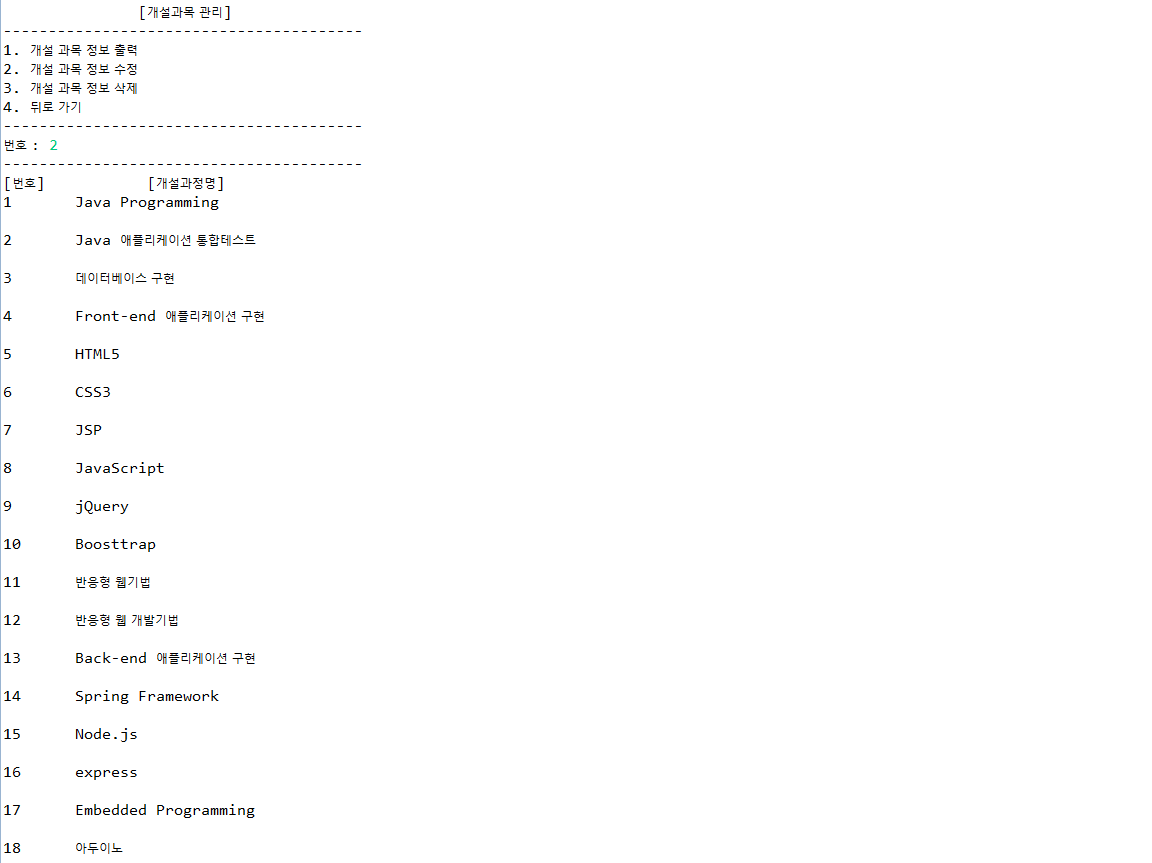 [개설과목 관리]
----------------------------------------
1. 개설 과목 정보 출력
2. 개설 과목 정보 수정
3. 개설 과목 정보 삭제
4. 뒤로 가기
----------------------------------------
번호 : 2
----------------------------------------
[번호] [개설과정명]
1 Java Programming
2 Java 애플리케이션 통합테스트
3 데이터베이스 구현
4 Front-end 애플리케이션 구현
5 HTML5
6 CSS3
7 JSP
8 JavaScript
9 jQuery
10 Boosttrap
11 반응형 웹기법
12 반응형 웹 개발기법
13 Back-end 애플리케이션 구현
14 Spring Framework
15 Node.js
16 express
17 Embedded Programming
18 아두이노